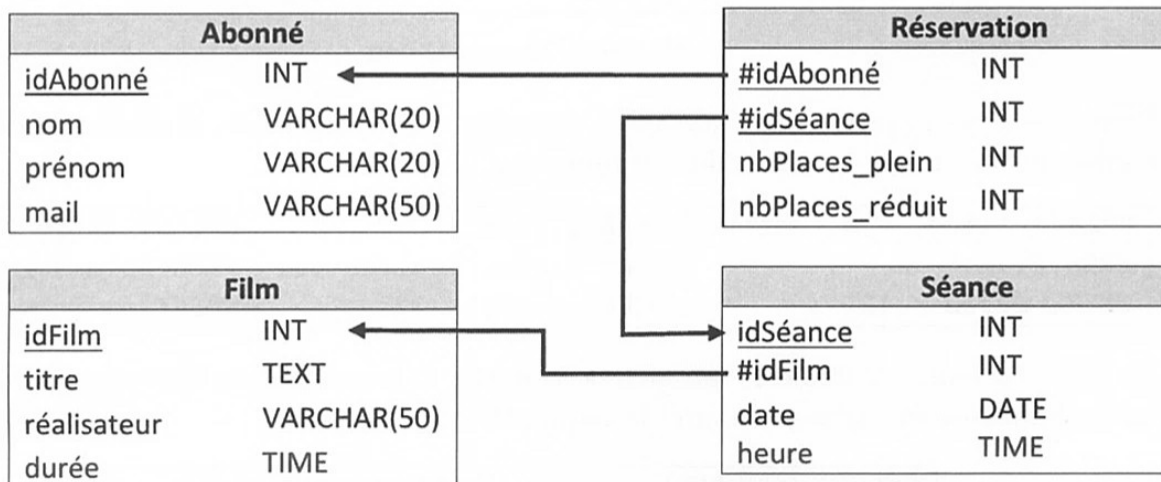 Abonné
idAbonné INT
nom VARCHAR(20)
prénom VARCHAR(20)
mail VARCHAR(50)
Réservation
#idAbonné INT
#idSéance INT
nbPlaces_plein INT
nbPlaces_réduit INT
Film
idFilm INT
titre TEXT
réalisateur VARCHAR(50)
durée TIME
Séance
idSéance INT
#idFilm INT
date DATE
heure TIME